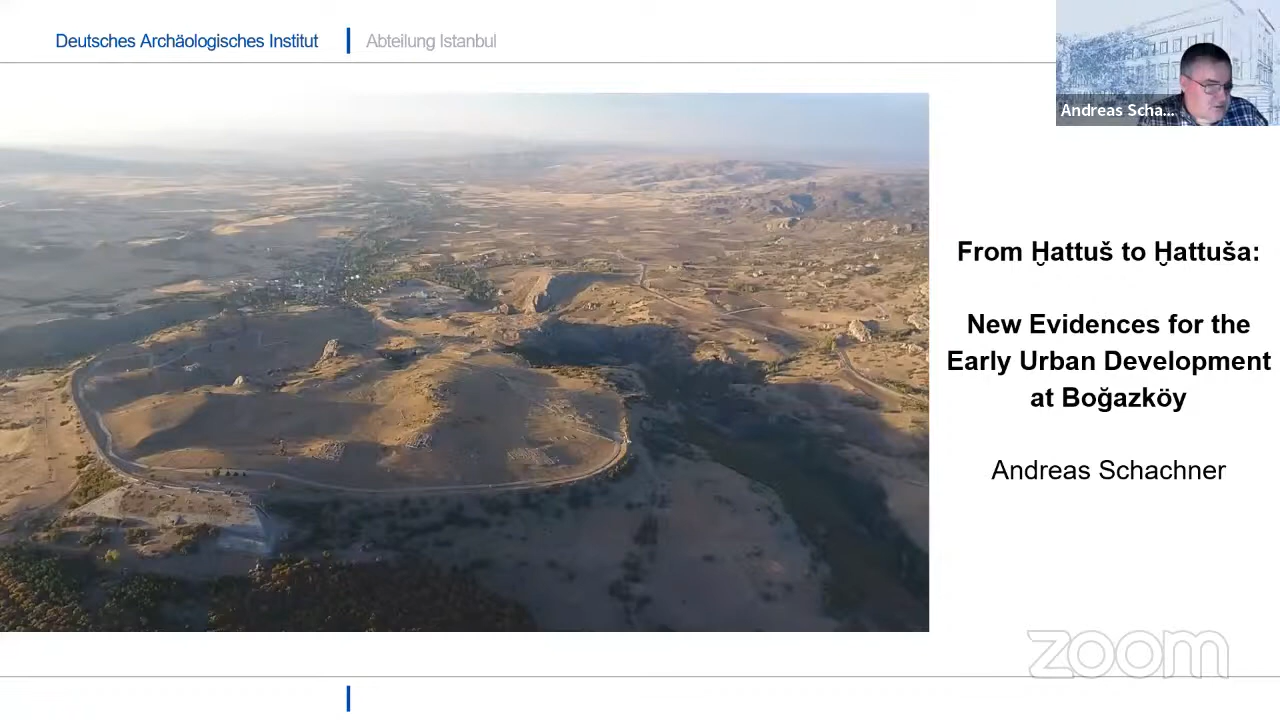 Deutsches Archäologisches Institut
Abteilung Istanbul
Andreas Scha...
From Ḫattuš to Ḫattuša:
New Evidences for the
Early Urban Development
at Boğazköy
Andreas Schachner
zoom